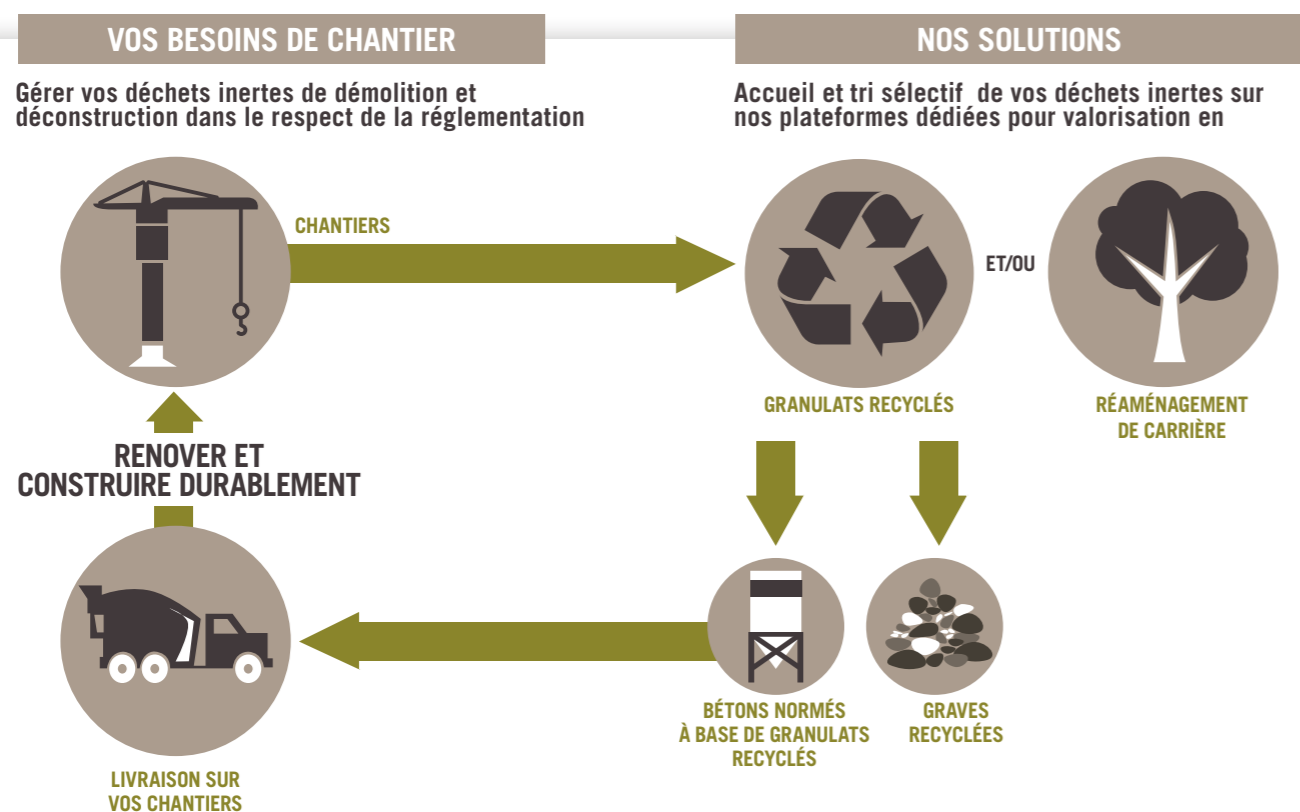 VOS BESOINS DE CHANTIER
Gérer vos déchets inertes de démolition et
déconstruction dans le respect de la réglementation
NOS SOLUTIONS
Accueil et tri sélectif de vos déchets inertes sur
nos plateformes dédiées pour valorisation en
CHANTIERS
ET/OU
GRANULATS RECYCLÉS
RÉAMÉNAGEMENT
DE CARRIÈRE
RENOVER ET
CONSTRUIRE DURABLEMENT
BÉTONS NORMÉS
À BASE DE GRANULATS
RECYCLÉS
GRAVES
RECYCLÉES
LIVRAISON SUR
VOS CHANTIERS